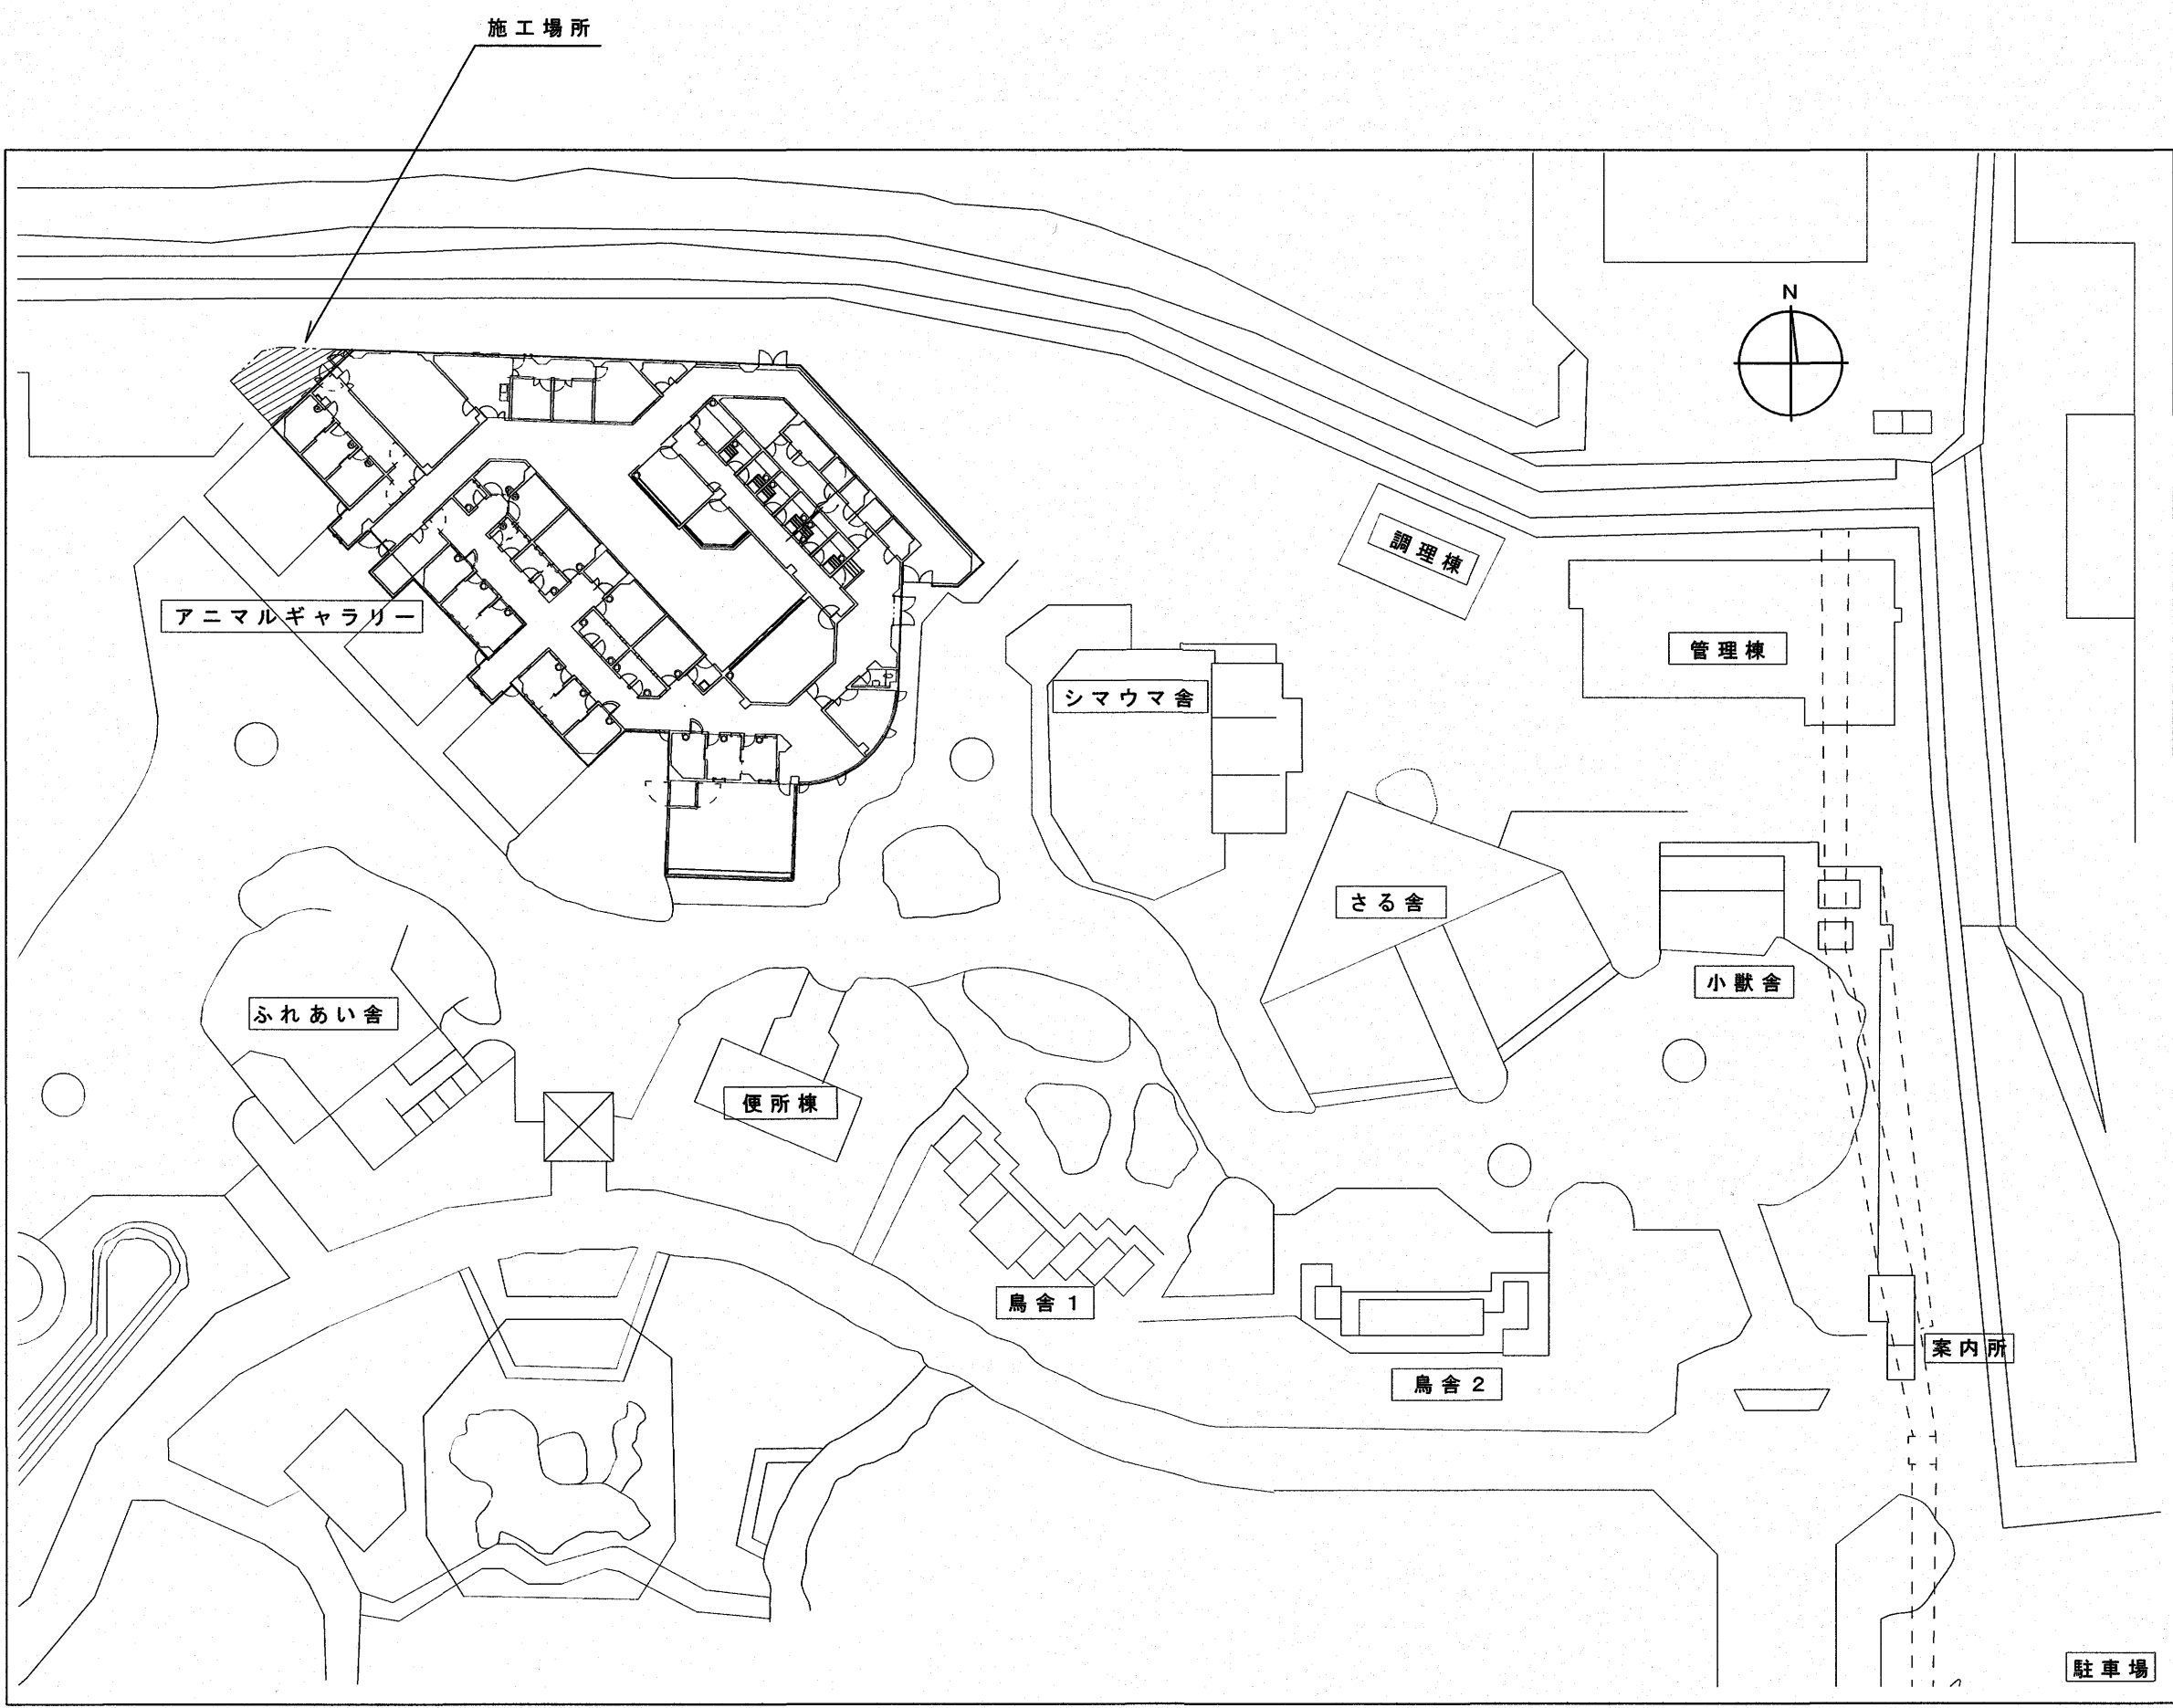 施工場所
N
調理棟
アニマルギャラリー
管理棟
シマウマ舎
さる舎
小獣舎
ふれあい舎
便所棟
鳥舎1
案内所
鳥舎2
駐車場